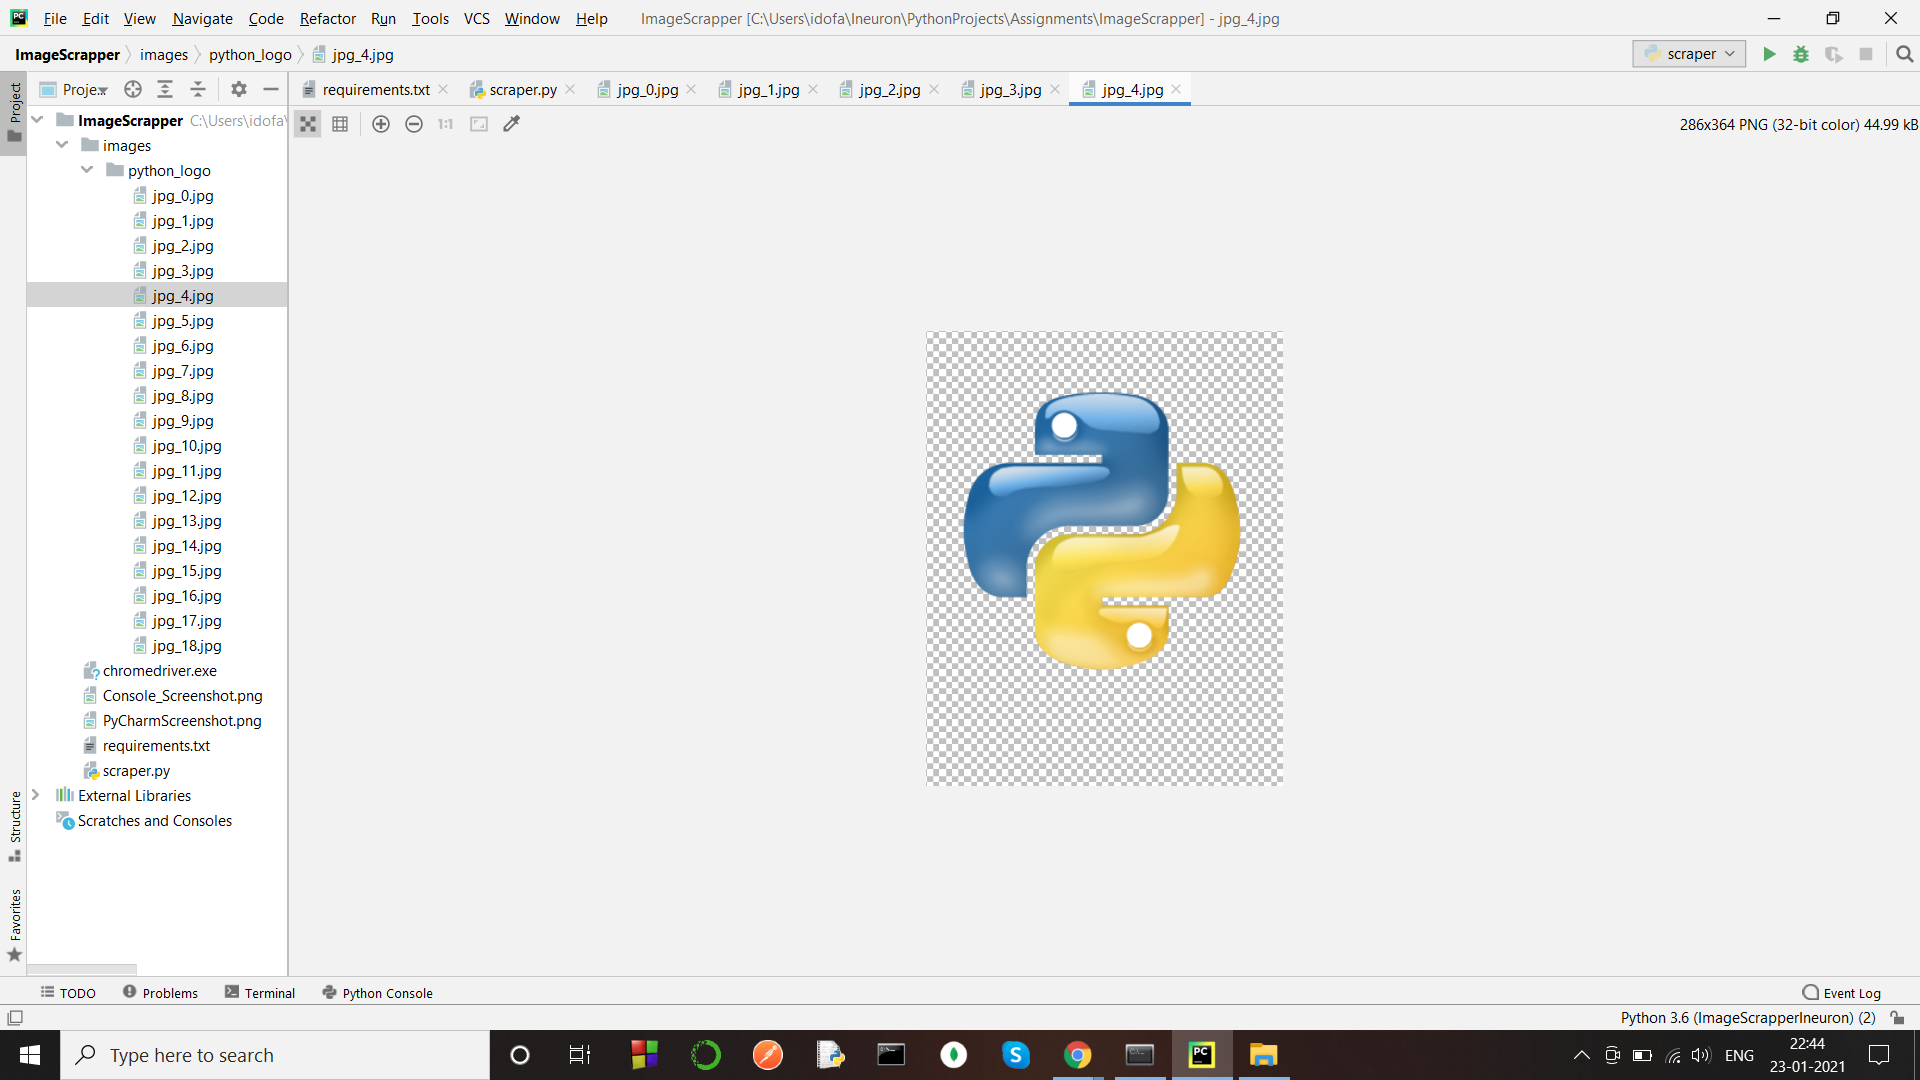 File Edit View Navigate Code Refactor Run Tools VCS Window Help ImageScrapper [C:\Users\idofa\Ineuron\PythonProjects\Assignments\ImageScrapper] - jpg_4.jpg
ImageScrapper images python_logo jpg_4.jpg scraper
Project
Proje... requirements.txt scraper.py jpg_0.jpg jpg_1.jpg jpg_2.jpg jpg_3.jpg jpg_4.jpg
1:1 286x364 PNG (32-bit color) 44.99 kB
ImageScrapper C:\Users\idofa\
images
python_logo
jpg_0.jpg
jpg_1.jpg
jpg_2.jpg
jpg_3.jpg
jpg_4.jpg
jpg_5.jpg
jpg_6.jpg
jpg_7.jpg
jpg_8.jpg
jpg_9.jpg
jpg_10.jpg
jpg_11.jpg
jpg_12.jpg
jpg_13.jpg
jpg_14.jpg
jpg_15.jpg
jpg_16.jpg
jpg_17.jpg
jpg_18.jpg
chromedriver.exe
Console_Screenshot.png
PyCharmScreenshot.png
requirements.txt
scraper.py
External Libraries
Scratches and Consoles
Structure
Favorites
TODO Problems Terminal Python Console Event Log
Python 3.6 (ImageScrapperIneuron) (2)
Type here to search
PC
ENG
22:44
23-01-2021